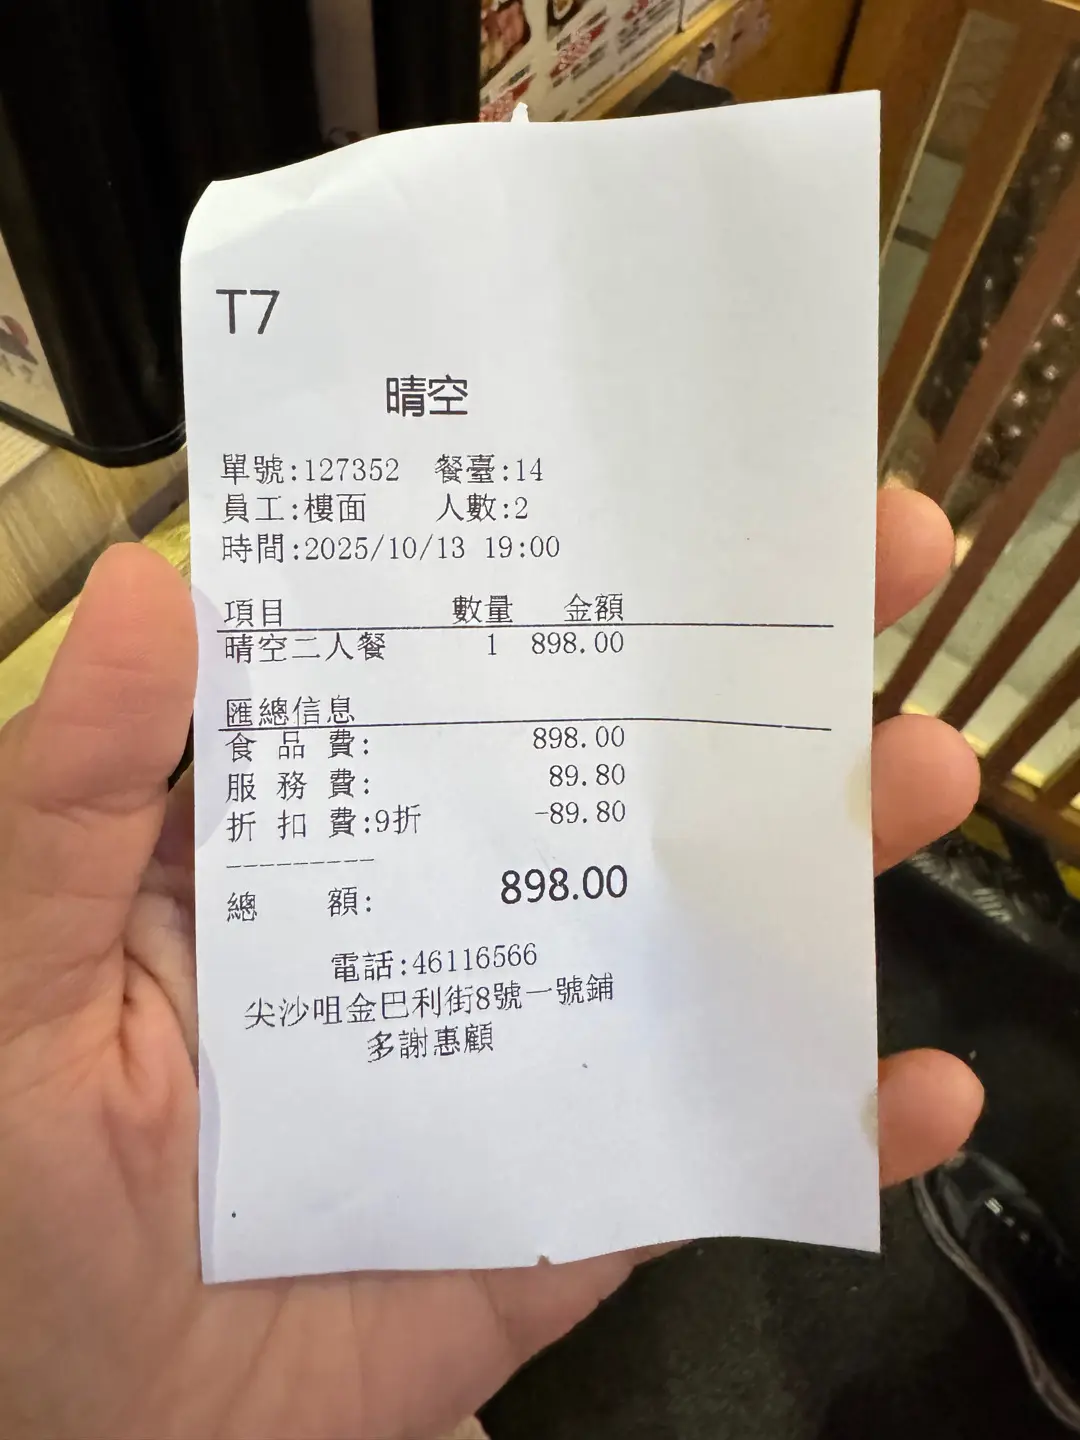 T7
晴空
單號:127352 餐臺:14
員工:樓面 人數:2
時間:2025/10/13 19:00
項目 數量 金額
晴空二人餐 1 898.00
匯總信息
食 品 費: 898.00
服 務 費: 89.80
折 扣 費:9折 -89.80
---------
總 額: 898.00
電話:46116566
尖沙咀金巴利街8號一號鋪
多謝惠顧